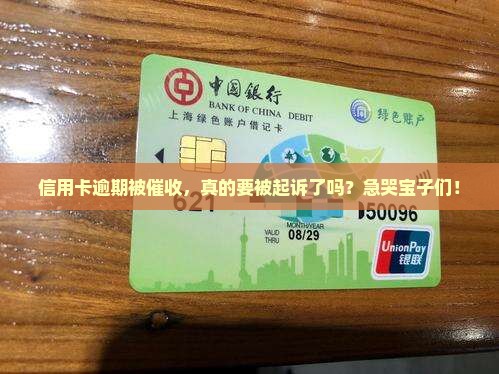 中国银行
BANK OF CHINA DEBIT
上海绿色账户借记卡
绿色账户
信用卡逾期被催收，真的要被起诉了吗？急哭宝子们！
621
50096
MONTH/YEAR
VALID THRU 08/29
UnionPay
银联